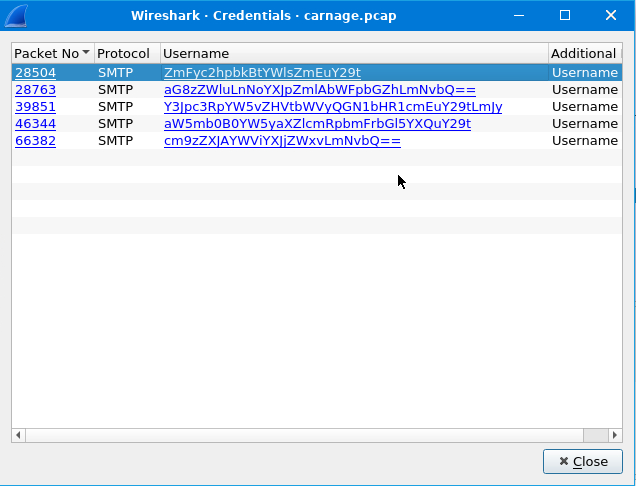 Wireshark · Credentials · carnage.pcap
Packet No Protocol Username Additional
28504 SMTP ZmFyc2hpbkBtYWlsZmEuY29t Username
28763 SMTP aG8zZWluLnNoYXJpZmlAbWFpbGZhLmNvbQ== Username
39851 SMTP Y3Jpc3RpYW5vZHVtbWVyQGN1bHR1cmEuY29tLmJy Username
46344 SMTP aW5mb0B0YW5yaXZlcmRpbmFrbGl5YXQuY29t Username
66382 SMTP cm9zZXJAYWViYXJjZWxvLmNvbQ== Username
Close